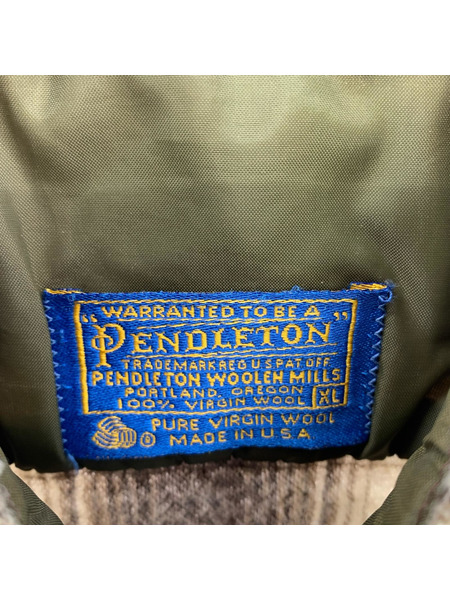 "WARRANTED TO BE A"
PENDLETON
TRADEMARK REG U S PAT OFF
PENDLETON WOOLEN MILLS
PORTLAND, OREGON
100% VIRGIN WOOL XL
PURE VIRGIN WOOL
MADE IN U.S.A